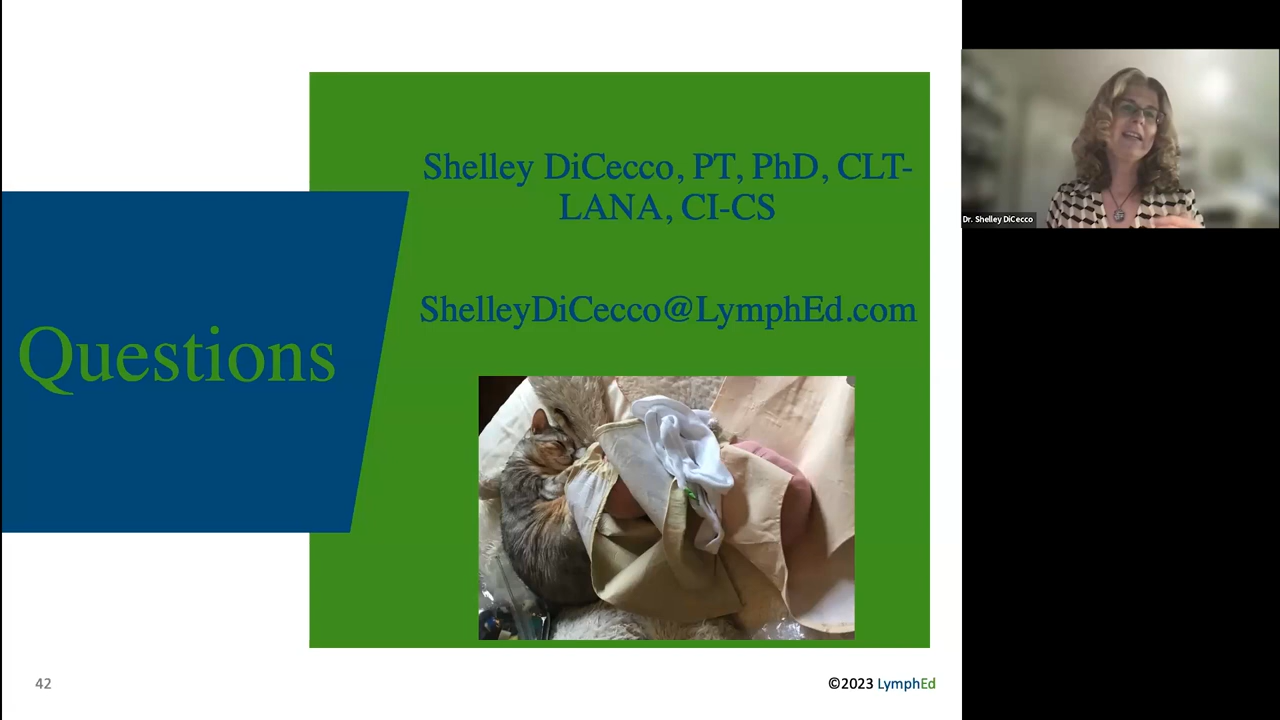 Shelley DiCecco, PT, PhD, CLT-
LANA, CI-CS
ShelleyDiCecco@LymphEd.com
Questions
Dr. Shelley DiCecco
42
©2023 LymphEd